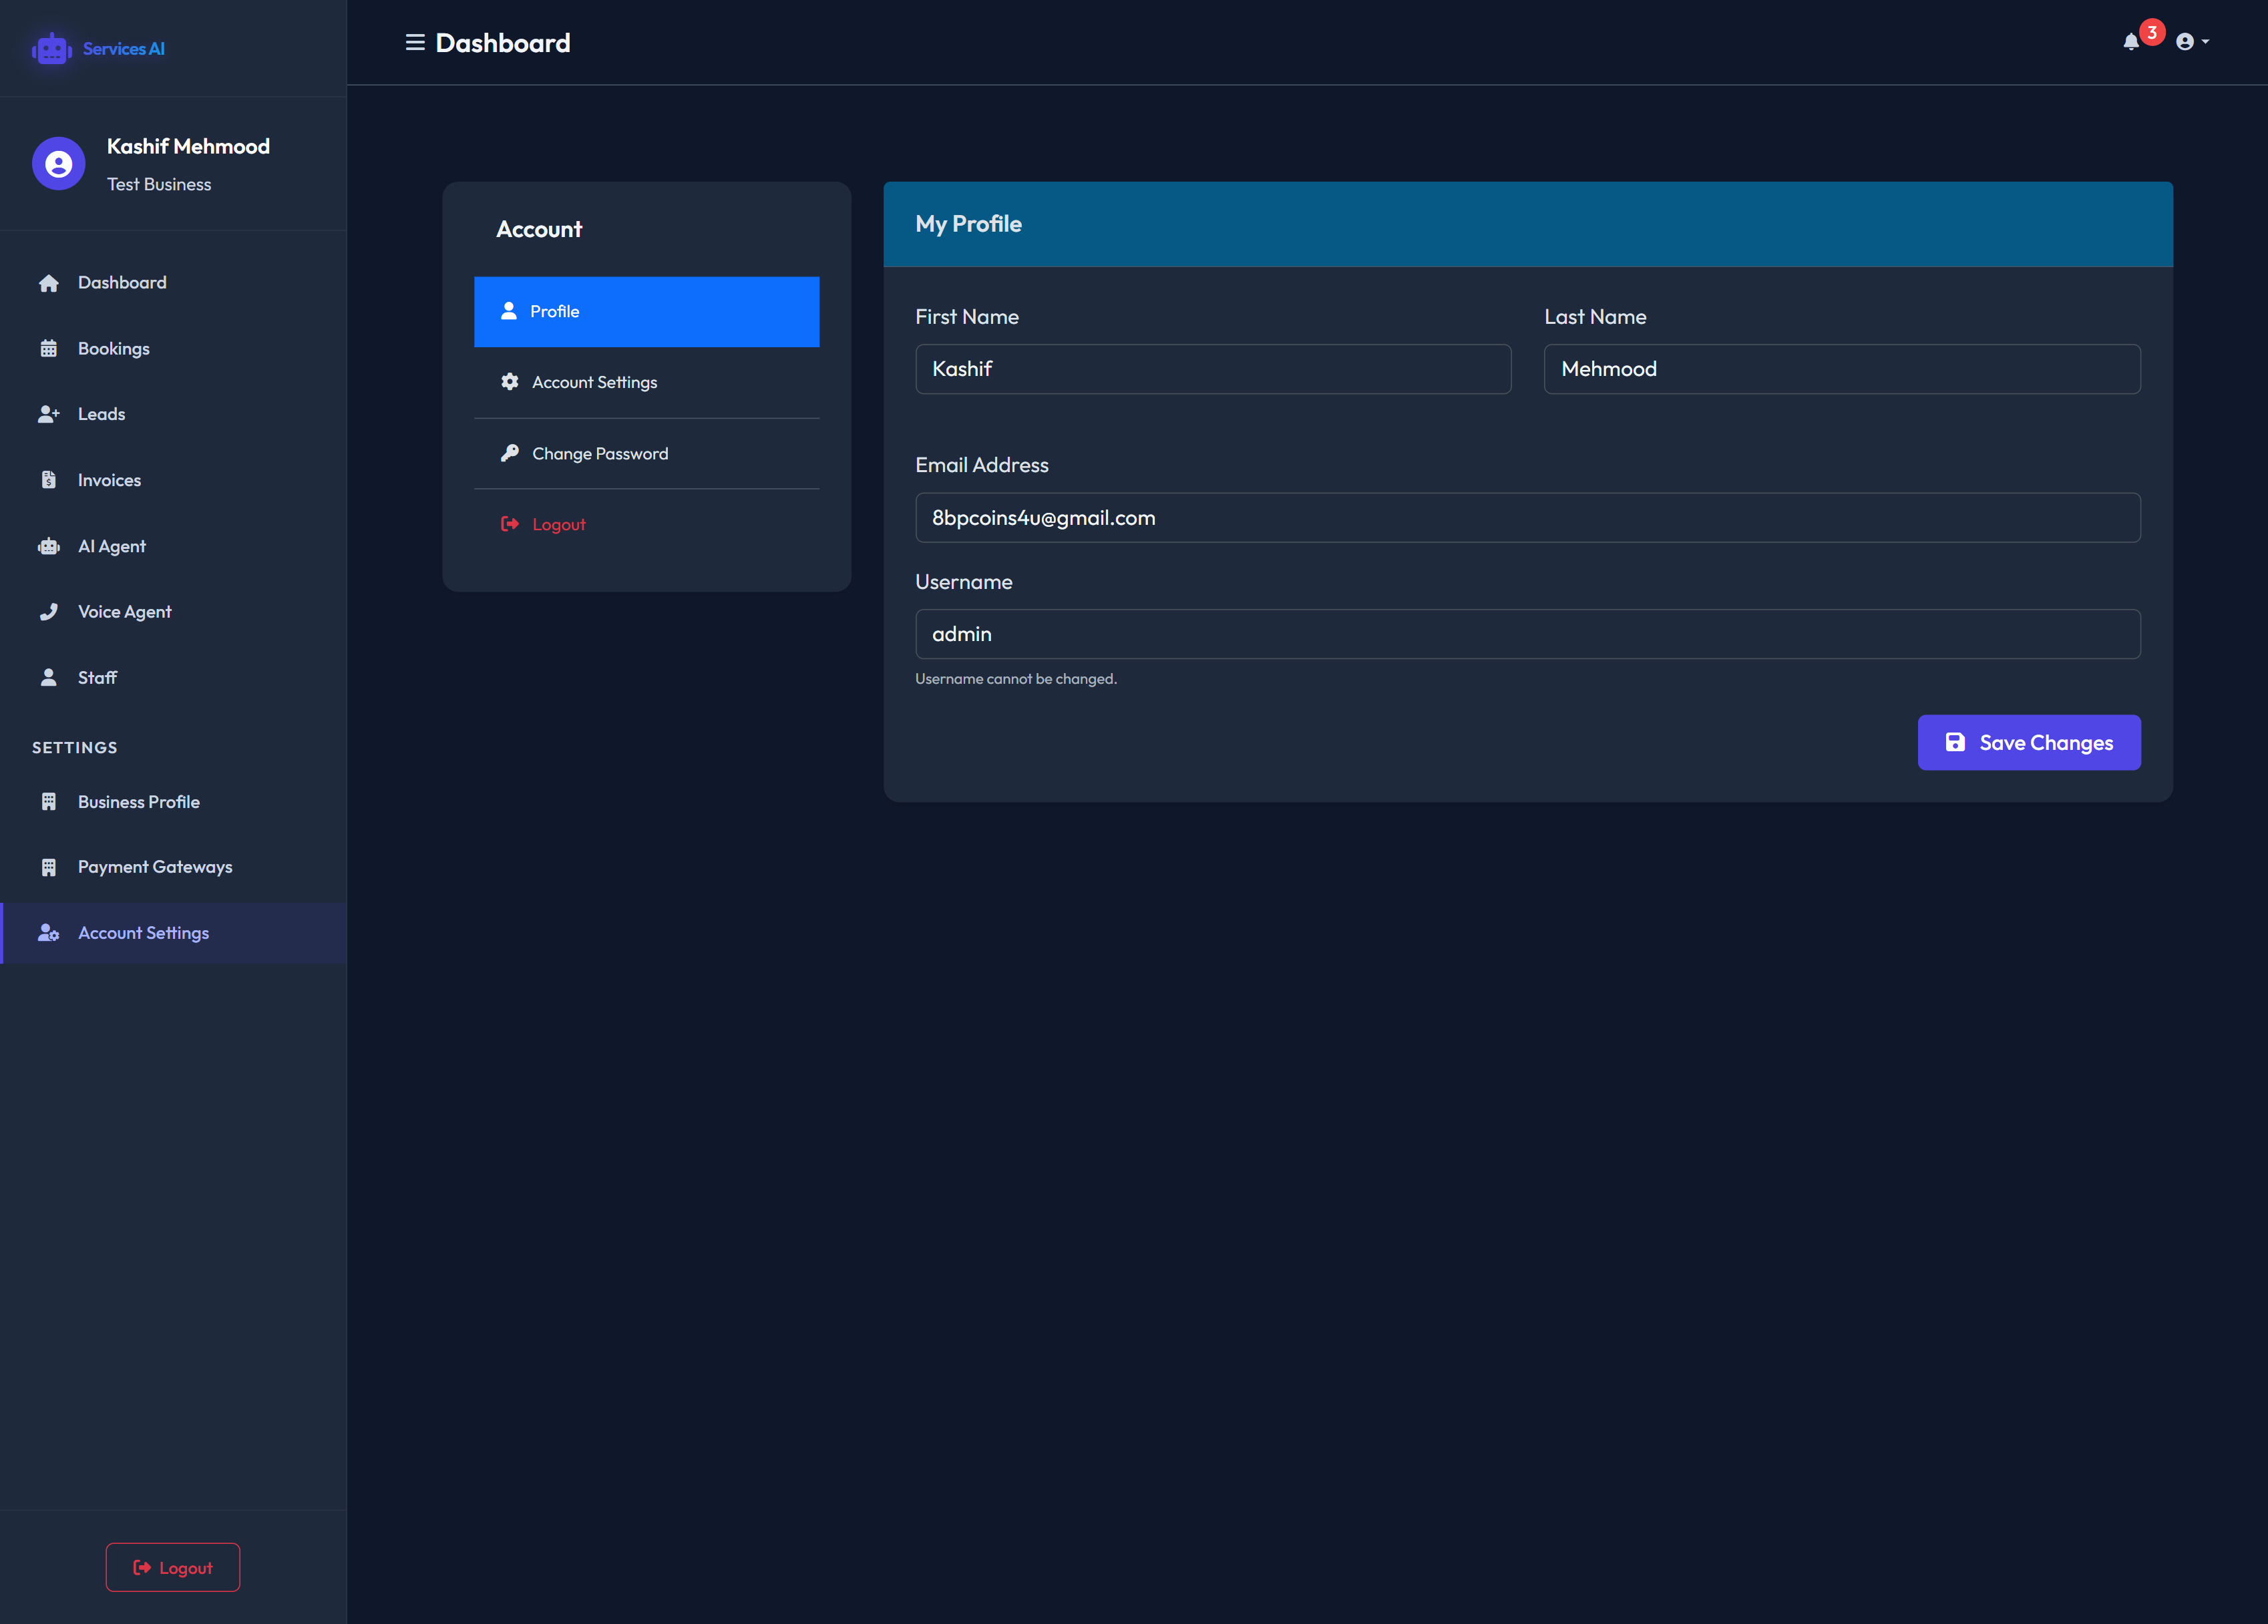 Services AI
Kashif Mehmood
Test Business
Dashboard
Bookings
Leads
Invoices
AI Agent
Voice Agent
Staff
SETTINGS
Business Profile
Payment Gateways
Account Settings
Logout
Dashboard
3
Account
Profile
Account Settings
Change Password
Logout
My Profile
First Name
Last Name
Kashif
Mehmood
Email Address
8bpcoins4u@gmail.com
Username
admin
Username cannot be changed.
Save Changes